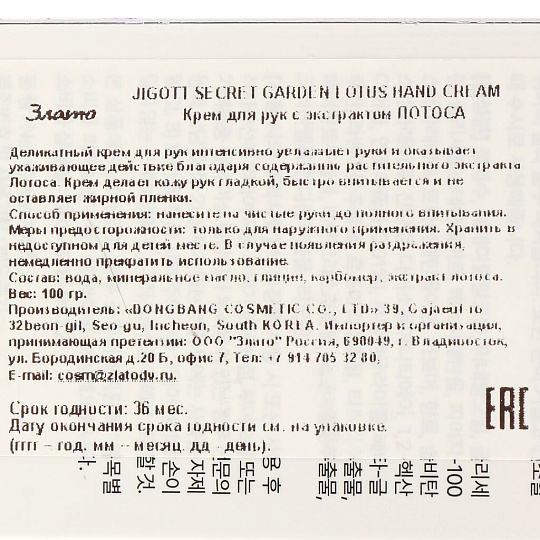 Злато
JIGOTT SECRET GARDEN LOTUS HAND CREAM
Крем для рук с экстрактом ЛОТОСА
Деликатный крем для рук интенсивно увлажняет руки и оказывает
ухаживающее действие благодаря содержанию растительного экстракта
Лотоса. Крем делает кожу рук гладкой, быстро впитывается и не
оставляет жирной пленки.
Способ применения: нанесите на чистые руки до полного впитывания.
Меры предосторожности: только для наружного применения. Хранить в
недоступном для детей месте. В случае появления раздражения,
немедленно прекратить использование.
Состав: вода, минеральное масло, глицин, карбомер, экстракт лотоса.
Вес: 100 гр.
Производитель: «DONGBANG COSMETIC CO., LTD» 39, Gajaeul-ro
32beon-gil, Seo-gu, Incheon, South KOREA. Импортер и организация,
принимающая претензии: ООО "Злато" Россия, 690049, г. Владивосток,
ул. Бородинская д.20 Б, офис 7, Тел: +7 914 705 32 80,
E-mail: cosm@zlatodv.ru.
Срок годности: 36 мес.
Дату окончания срока годности см. на упаковке.
(гггг – год, мм – месяц, дд - день).
EAC